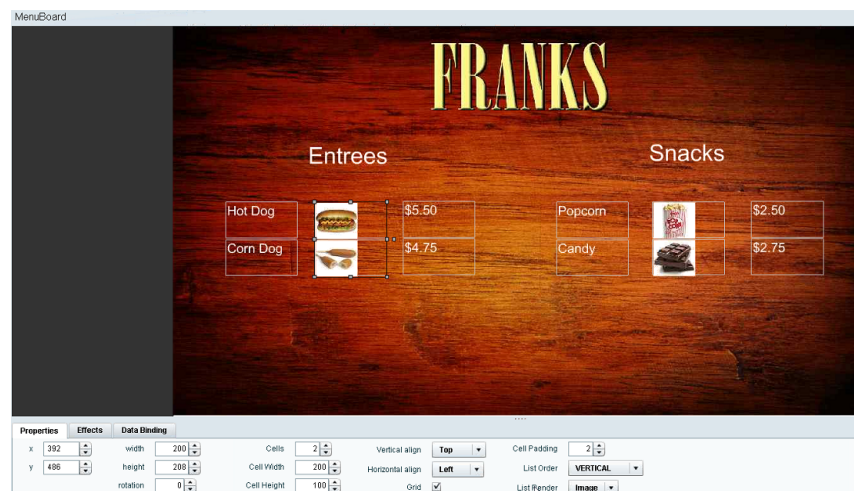 MenuBoard
FRANKS
Entrees
Snacks
Hot Dog
$5.50
Popcorn
$2.50
Corn Dog
$4.75
Candy
$2.75
Properties Effects Data Binding
x 392 width 200 Cells 2 Vertical align Top Cell Padding 2
y 486 height 208 Cell Width 200 Horizontal align Left List Order VERTICAL
rotation 0 Cell Height 100 Grid List Render Image